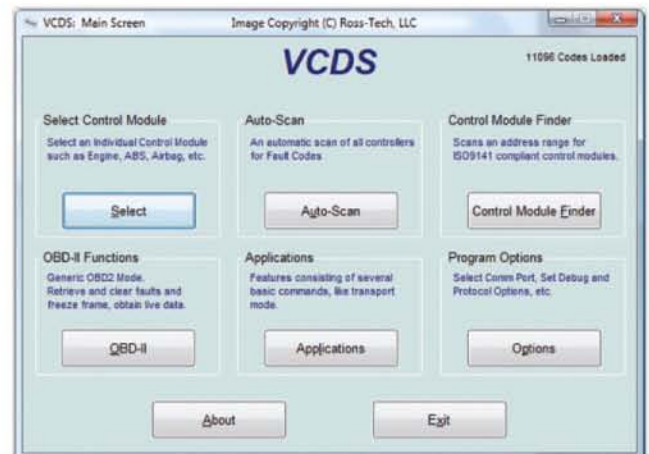 VCDS: Main Screen Image Copyright (C) Ross-Tech, LLC
VCDS
11096 Codes Loaded
Select Control Module
Select an Individual Control Module
such as Engine, ABS, Airbag, etc.
Select
Auto-Scan
An automatic scan of all controllers
for Fault Codes.
Auto-Scan
Control Module Finder
Scans an address range for
ISO9141 compliant control modules.
Control Module Finder
OBD-II Functions
Generic OBD2 Mode.
Retrieve and clear faults and
freeze frame, obtain live data.
OBD-II
Applications
Features consisting of several
basic commands, like transport
mode.
Applications
Program Options
Select Comm Port, Set Debug and
Protocol Options, etc.
Options
About
Exit